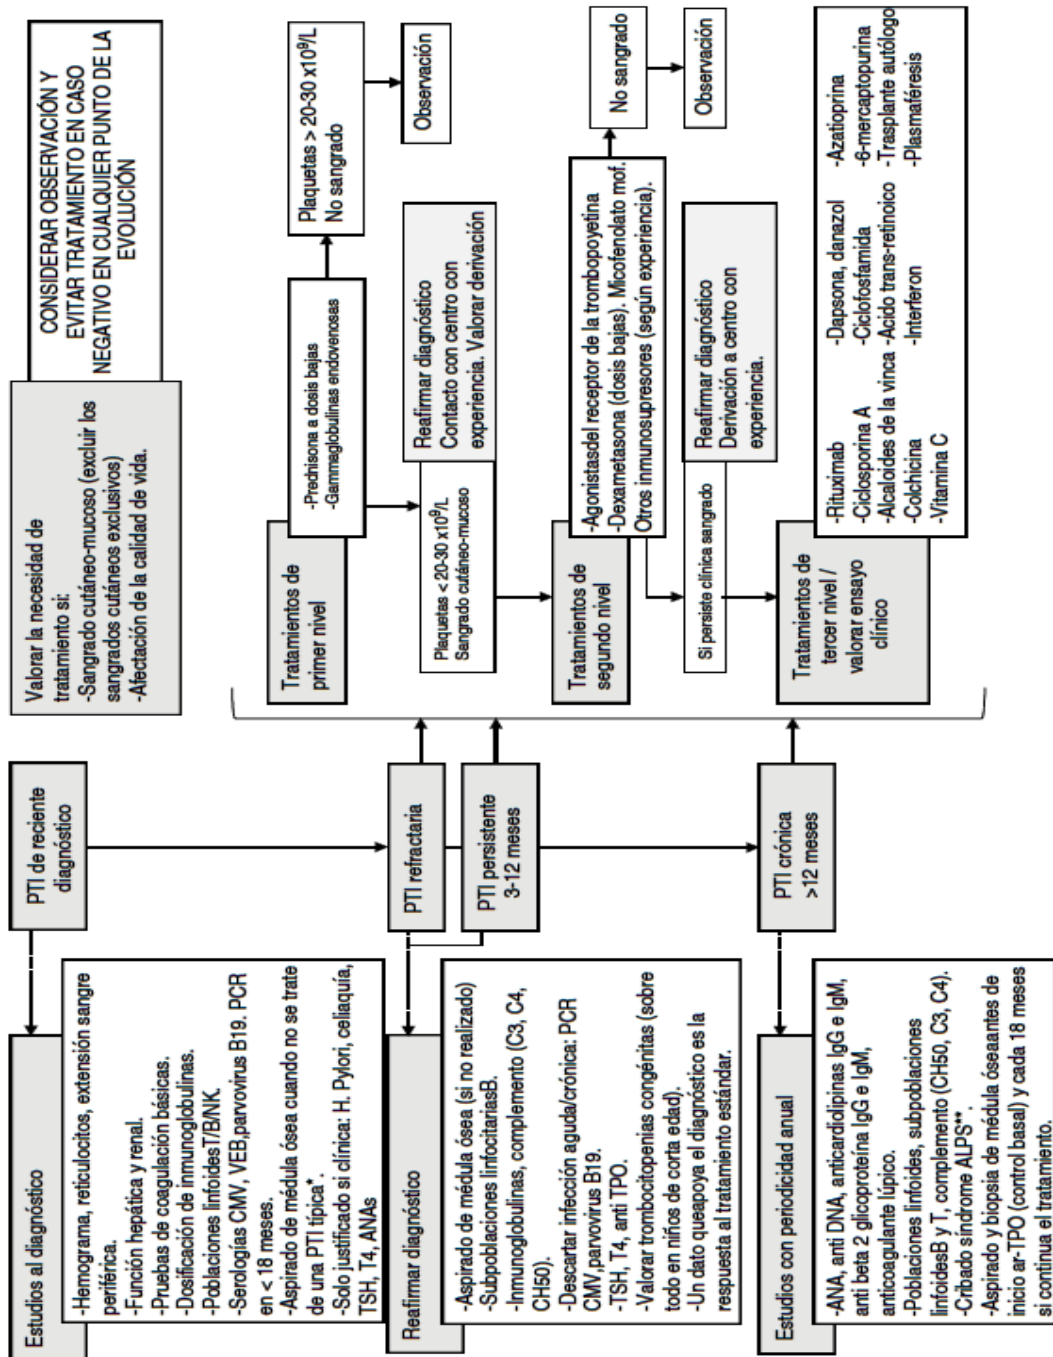 Estudios al diagnóstico
-Hemograma, reticulocitos, extensión sangre
periférica.
-Función hepática y renal.
-Pruebas de coagulación básicas.
-Dosificación de inmunoglobulinas.
-Poblaciones linfoidesT/B/NK.
-Serologías CMV, VEB,parvovirus B19. PCR
en < 18 meses.
-Aspirado de médula ósea cuando no se trate
de una PTI típica*.
-Solo justificado si clínica: H. Pylori, celiaquía,
TSH, T4, ANAs
PTI de reciente
diagnóstico
Valorar la necesidad de
tratamiento si:
-Sangrado cutáneo-mucoso (excluir los
sangrados cutáneos exclusivos)
-Afectación de la calidad de vida.
CONSIDERAR OBSERVACIÓN Y
EVITAR TRATAMIENTO EN CASO
NEGATIVO EN CUALQUIER PUNTO DE LA
EVOLUCIÓN
Tratamientos de
primer nivel
-Prednisona a dosis bajas
-Gammaglobulinas endovenosas
Plaquetas > 20-30 x10⁹/L
No sangrado
Observación
Plaquetas < 20-30 x10⁹/L
Sangrado cutáneo-mucoso
Reafirmar diagnóstico
Contacto con centro con
experiencia. Valorar derivación
Reafirmar diagnóstico
-Aspirado de médula ósea (si no realizado)
-Subpoblaciones linfocitariasB.
-Inmunoglobulinas, complemento (C3, C4,
CH50).
-Descartar infección aguda/crónica: PCR
CMV,parvovirus B19.
-TSH, T4, anti TPO.
-Valorar trombocitopenias congénitas (sobre
todo en niños de corta edad).
-Un dato queapoya el diagnóstico es la
respuesta al tratamiento estándar.
PTI refractaria
PTI persistente
3-12 meses
Tratamientos de
segundo nivel
-Agonistasdel receptor de la trombopoyetina
-Dexametasona (dosis bajas). Micofenolato mof.
Otros inmunosupresores (según experiencia).
No sangrado
Observación
Si persiste clínica sangrado
Reafirmar diagnóstico
Derivación a centro con
experiencia.
Estudios con periodicidad anual
-ANA, anti DNA, anticardiolipinas IgG e IgM,
anti beta 2 glicoproteína IgG e IgM,
anticoagulante lúpico.
-Poblaciones linfoides, subpoblaciones
linfoidesB y T, complemento (CH50, C3, C4).
-Cribado síndrome ALPS**.
-Aspirado y biopsia de médula óseaantes de
inicio ar-TPO (control basal) y cada 18 meses
si continua el tratamiento.
PTI crónica
>12 meses
Tratamientos de
tercer nivel /
valorar ensayo
clínico
-Rituximab
-Ciclosporina A
-Alcaloides de la vinca
-Colchicina
-Vitamina C
-Dapsona, danazol
-Ciclofosfamida
-Acido trans-retinoico
-Interferon
-Azatioprina
-6-mercaptopurina
-Trasplante autólogo
-Plasmaféresis